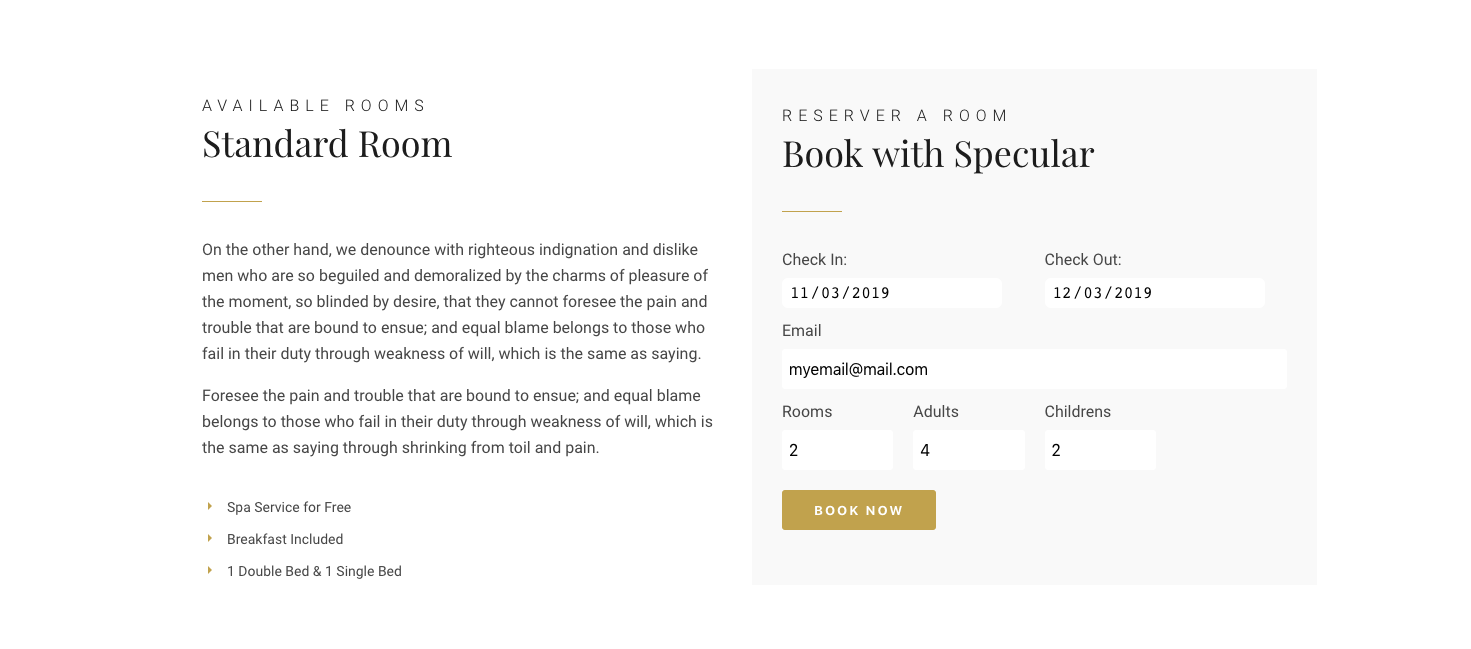 AVAILABLE ROOMS
Standard Room
On the other hand, we denounce with righteous indignation and dislike
men who are so beguiled and demoralized by the charms of pleasure of
the moment, so blinded by desire, that they cannot foresee the pain and
trouble that are bound to ensue; and equal blame belongs to those who
fail in their duty through weakness of will, which is the same as saying.
Foresee the pain and trouble that are bound to ensue; and equal blame
belongs to those who fail in their duty through weakness of will, which is
the same as saying through shrinking from toil and pain.
Spa Service for Free
Breakfast Included
1 Double Bed & 1 Single Bed
RESERVER A ROOM
Book with Specular
Check In: Check Out:
11/03/2019 12/03/2019
Email
myemail@mail.com
Rooms Adults Childrens
2 4 2
BOOK NOW